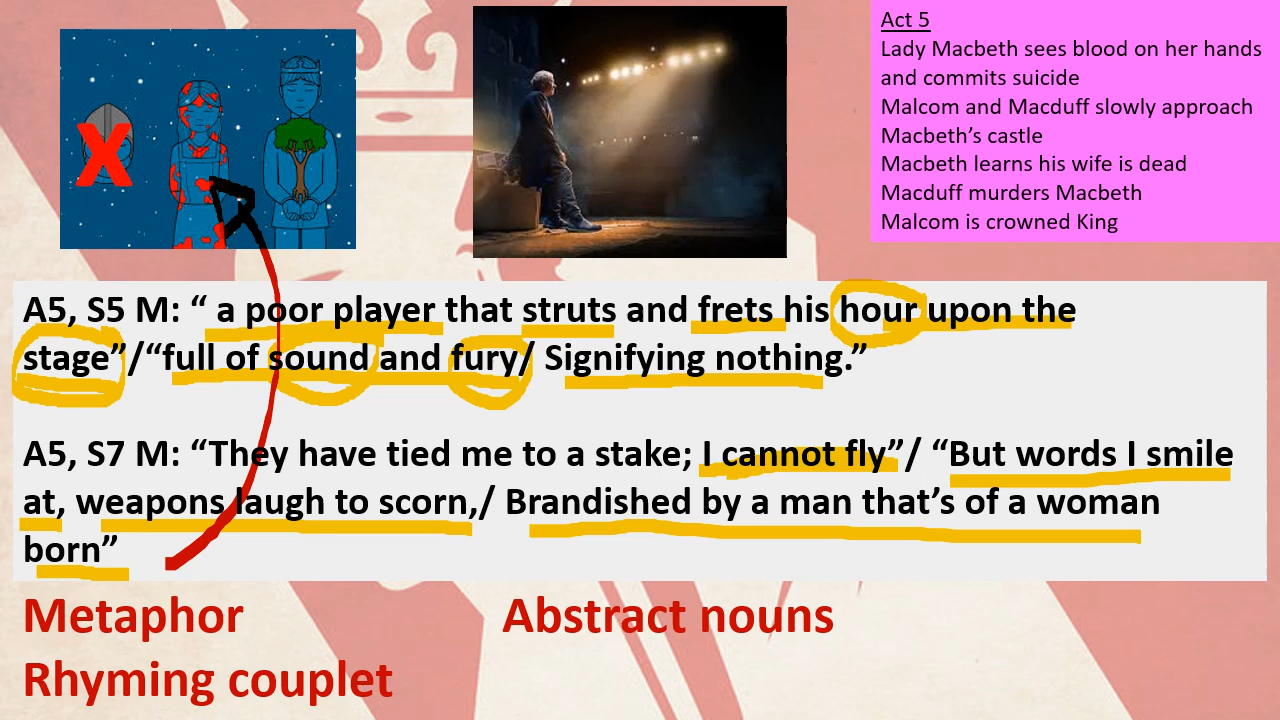 Act 5
Lady Macbeth sees blood on her hands
and commits suicide
Malcom and Macduff slowly approach
Macbeth’s castle
Macbeth learns his wife is dead
Macduff murders Macbeth
Malcom is crowned King
A5, S5 M: “ a poor player that struts and frets his hour upon the
stage”/“full of sound and fury/ Signifying nothing.”
A5, S7 M: “They have tied me to a stake; I cannot fly”/ “But words I smile
at, weapons laugh to scorn,/ Brandished by a man that’s of a woman
born”
Metaphor
Abstract nouns
Rhyming couplet